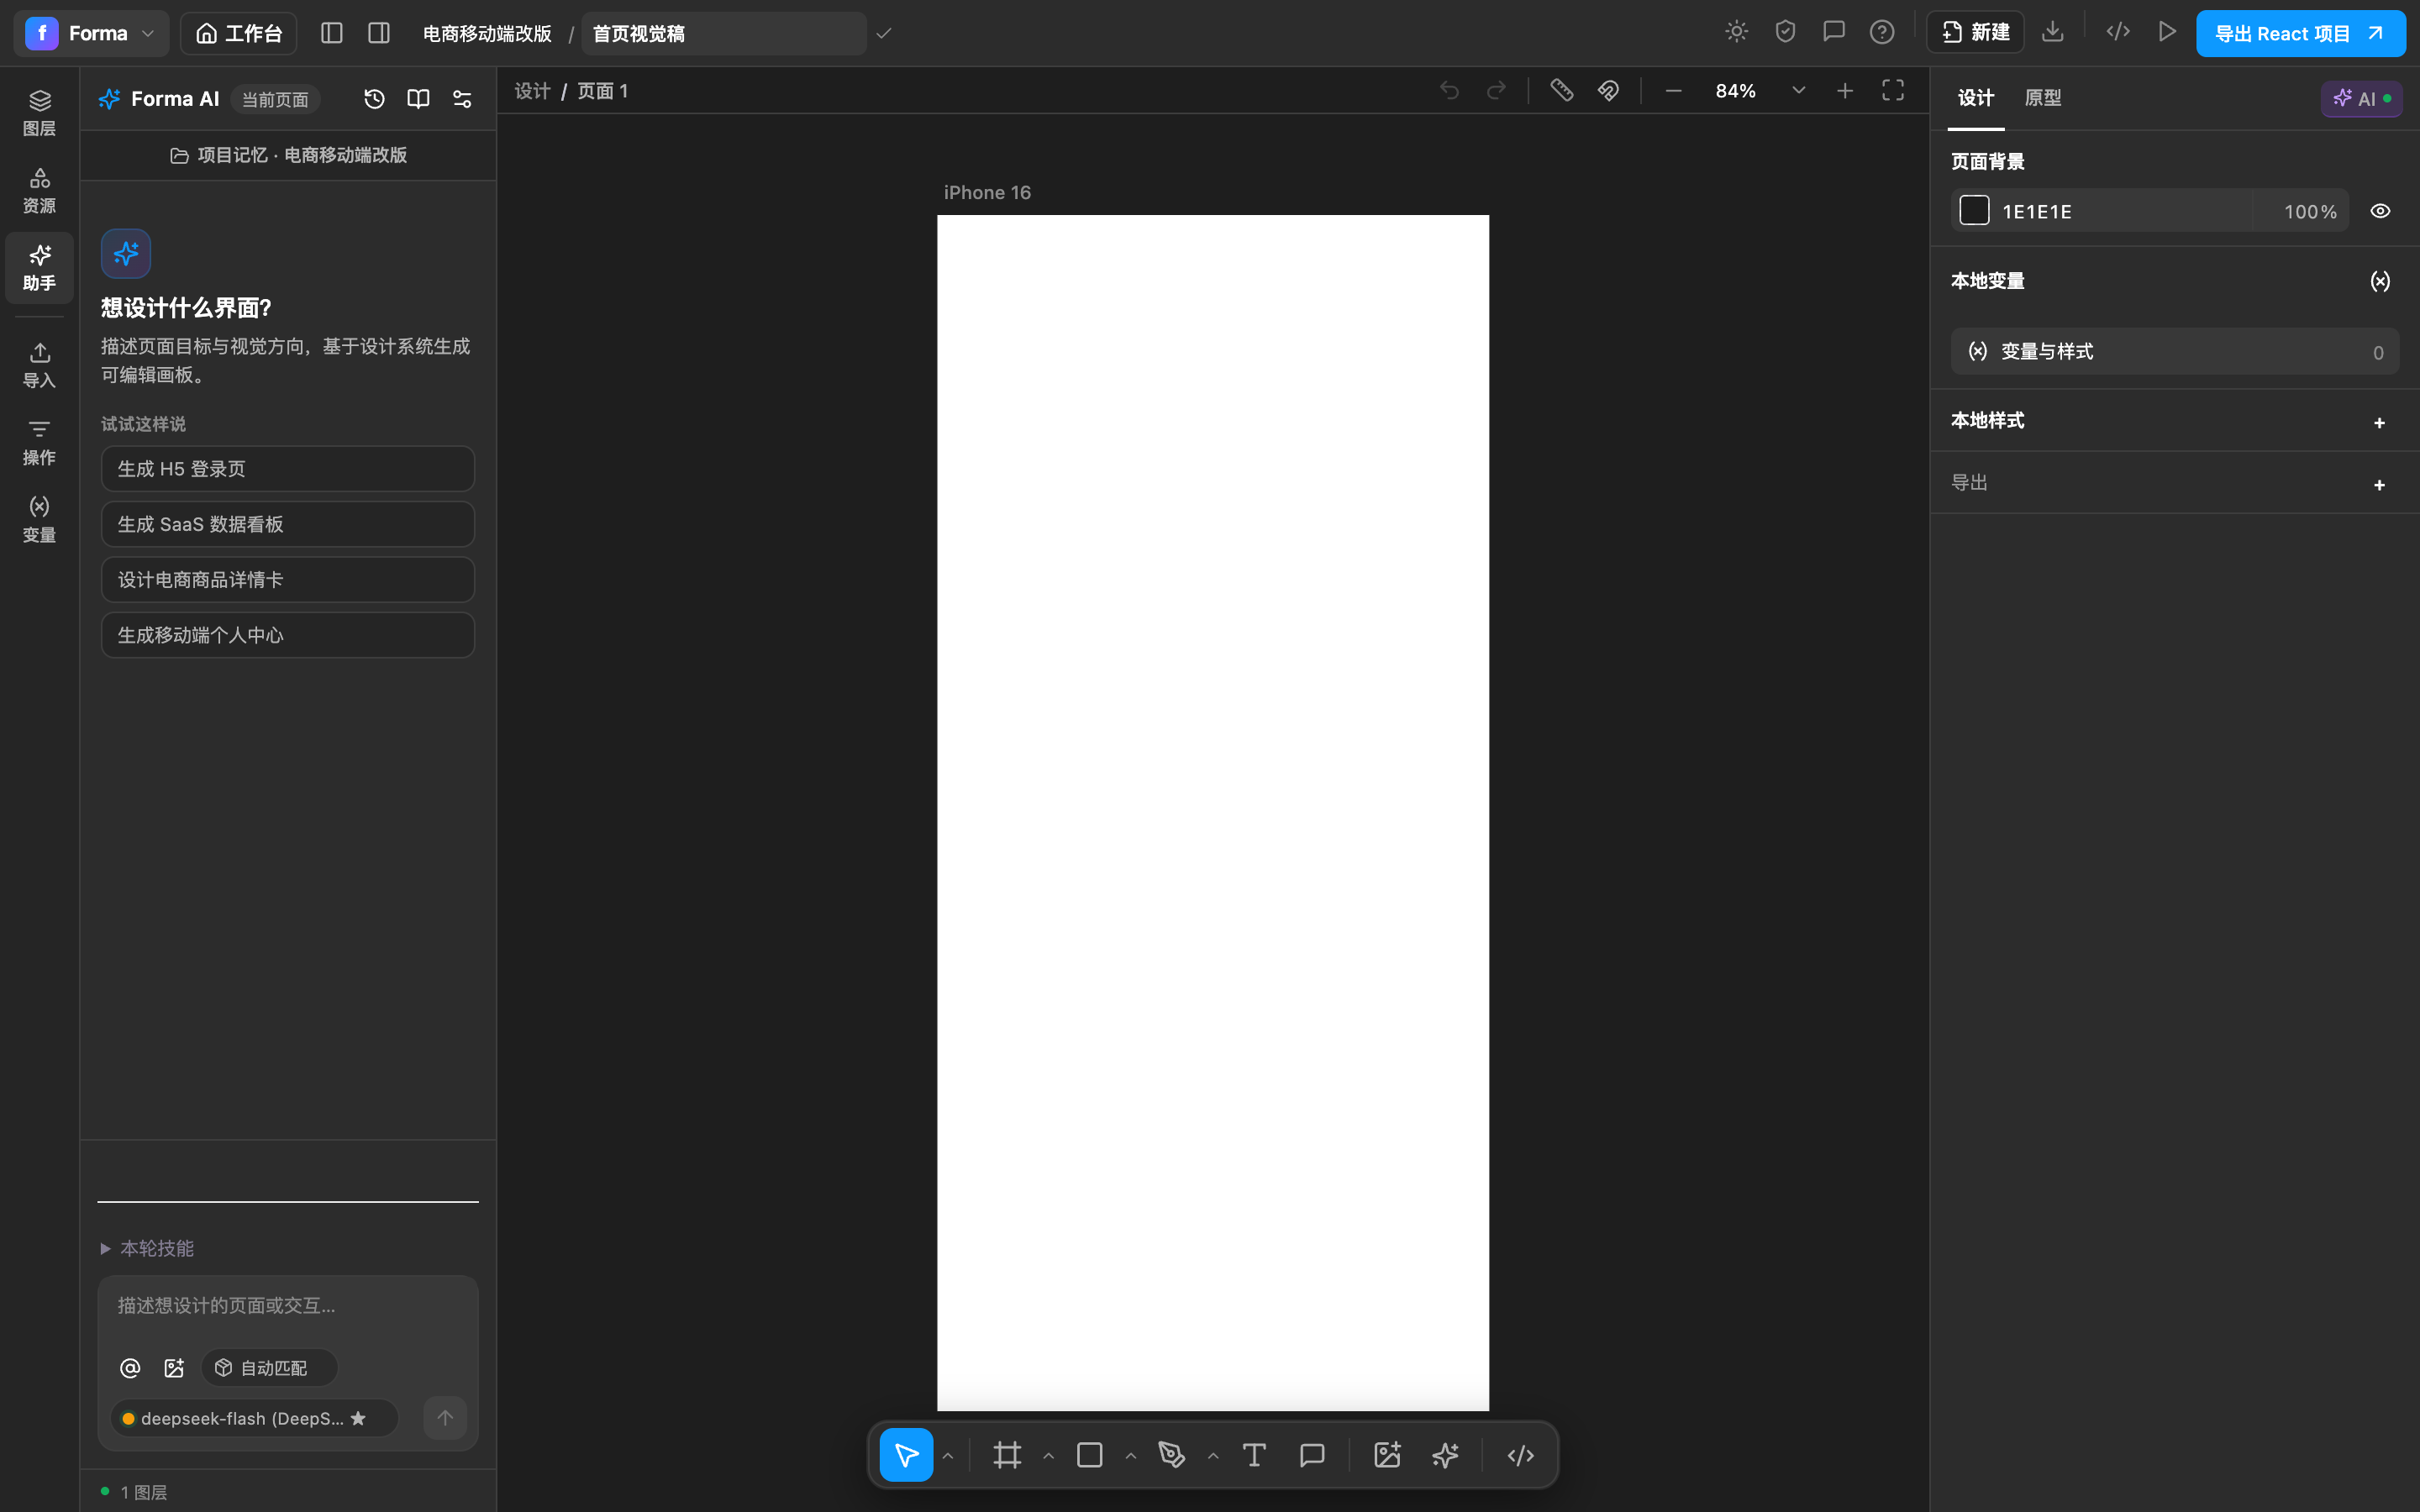 f Forma
工作台
电商移动端改版 / 首页视觉稿
新建
导出 React 项目
图层
资源
助手
导入
操作
变量
Forma AI 当前页面
项目记忆 · 电商移动端改版
想设计什么界面?
描述页面目标与视觉方向，基于设计系统生成
可编辑画板。
试试这样说
生成 H5 登录页
生成 SaaS 数据看板
设计电商商品详情卡
生成移动端个人中心
本轮技能
描述想设计的页面或交互...
自动匹配
deepseek-flash (DeepS... ★
1 图层
设计 / 页面 1
84%
iPhone 16
设计 原型 AI
页面背景
1E1E1E 100%
本地变量
变量与样式 0
本地样式 +
导出 +